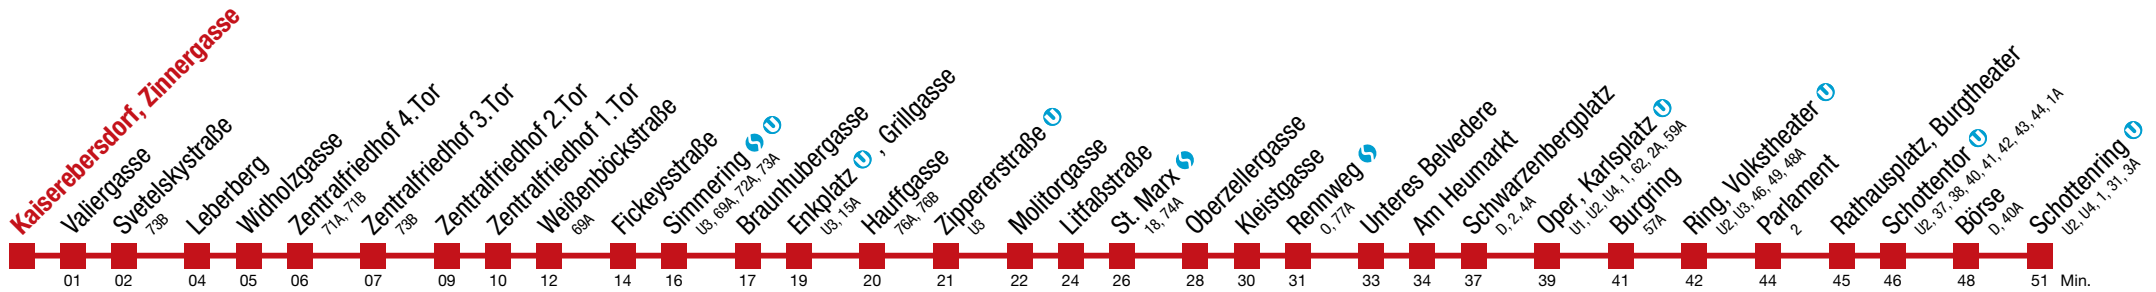 Kaiserebersdorf, Zinnergasse
Valiergasse
Svetelskystraße
73B
Leberberg
Widholzgasse
Zentralfriedhof 4.Tor
71A, 71B
Zentralfriedhof 3.Tor
73B
Zentralfriedhof 2.Tor
Zentralfriedhof 1.Tor
Weißenböckstraße
69A
Fickeysstraße
Simmering S U
U3, 69A, 72A, 73A
Braunhubergasse
Enkplatz U , Grillgasse
U3, 15A
Hauffgasse
76A, 76B
Zippererstraße U
U3
Molitorgasse
Litfaßstraße
St. Marx S
18, 74A
Oberzellergasse
Kleistgasse
Rennweg S
O, 77A
Unteres Belvedere
Am Heumarkt
Schwarzenbergplatz
D, 2, 4A
Oper, Karlsplatz U
U1, U2, U4, 1, 62, 2A, 59A
Burgring
57A
Ring, Volkstheater U
U2, U3, 46, 49, 48A
Parlament
2
Rathausplatz, Burgtheater
Schottentor U
U2, 37, 38, 40, 41, 42, 43, 44, 1A
Börse
D, 40A
Schottenring U
U2, U4, 1, 31, 3A
01 02 04 05 06 07 09 10 12 14 16 17 19 20 21 22 24 26 28 30 31 33 34 37 39 41 42 44 45 46 48 51 Min.